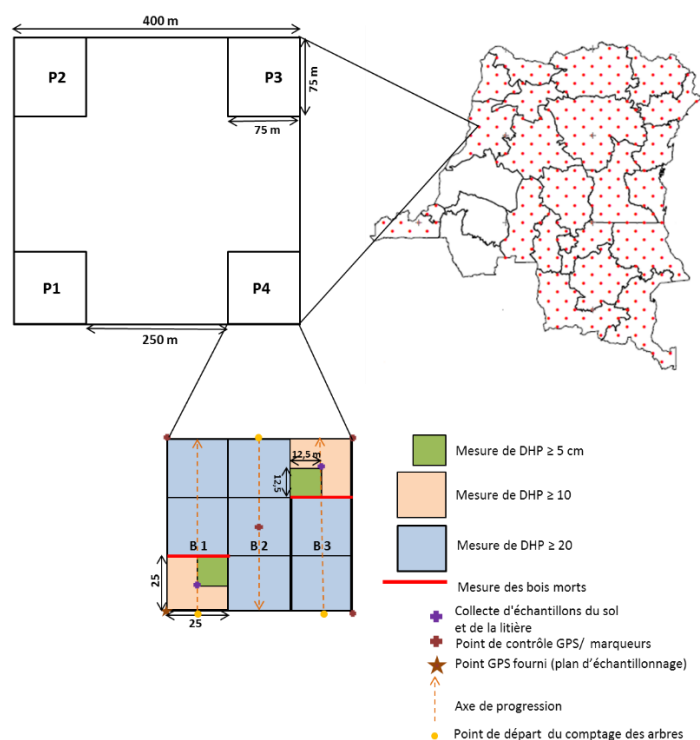 400 m
P2
P3
75 m
75 m
P1
P4
250 m
12,5 m
12,5
B 1
B 2
B 3
25
25
Mesure de DHP ≥ 5 cm
Mesure de DHP ≥ 10
Mesure de DHP ≥ 20
Mesure des bois morts
Collecte d'échantillons du sol
et de la litière
Point de contrôle GPS/ marqueurs
Point GPS fourni (plan d'échantillonnage)
Axe de progression
Point de départ du comptage des arbres